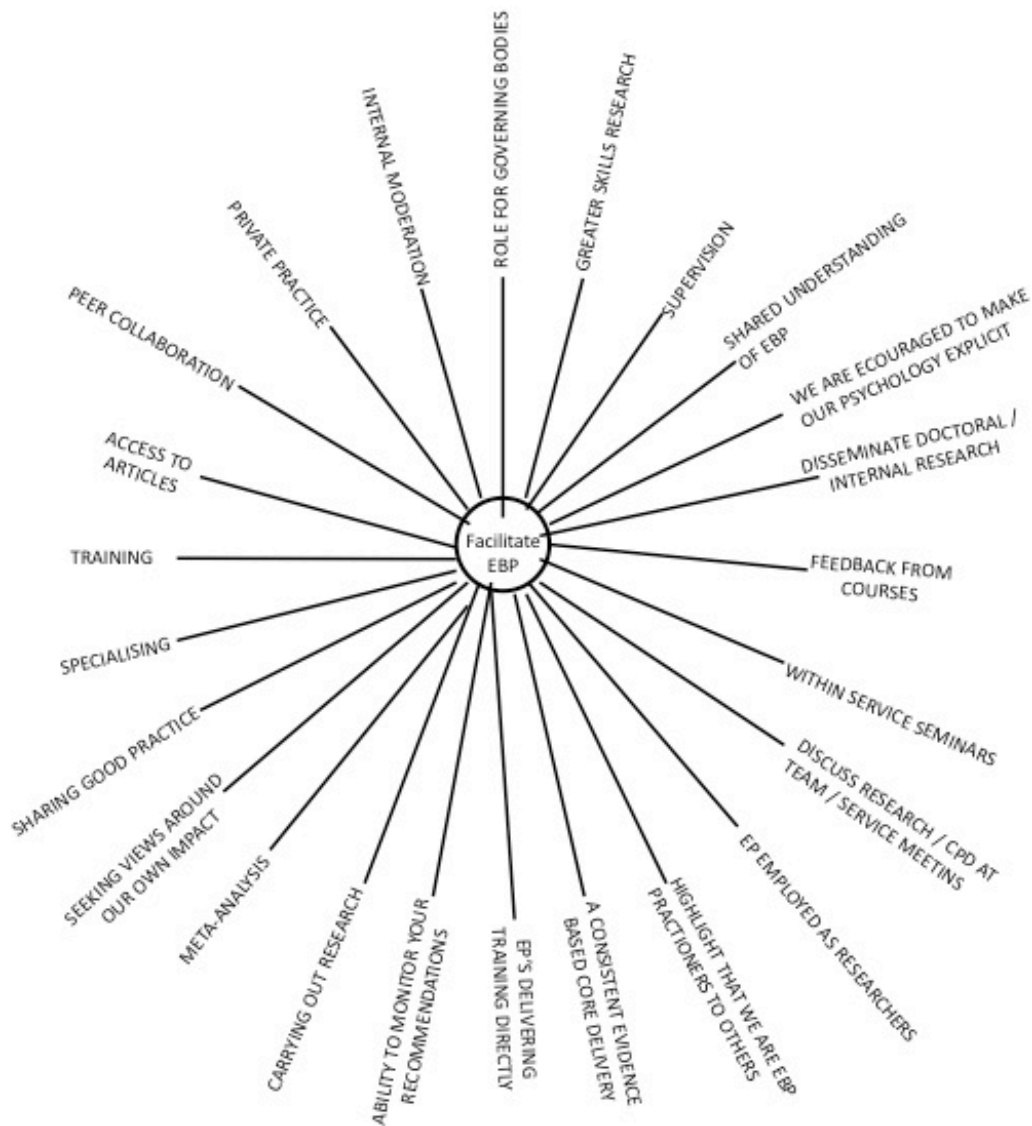 ROLE FOR GOVERNING BODIES
GREATER SKILLS RESEARCH
SUPERVISION
SHARED UNDERSTANDING
OF EBP
WE ARE ECOURAGED TO MAKE
OUR PSYCHOLOGY EXPLICIT
DISSEMINATE DOCTORAL /
INTERNAL RESEARCH
FEEDBACK FROM
COURSES
WITHIN SERVICE SEMINARS
DISCUSS RESEARCH / CPD AT
TEAM / SERVICE MEETINS
EP EMPLOYED AS RESEARCHERS
HIGHLIGHT THAT WE ARE EBP
PRACTIONERS TO OTHERS
A CONSISTENT EVIDENCE
BASED CORE DELIVERY
EP'S DELIVERING
TRAINING DIRECTLY
ABILITY TO MONITOR YOUR
RECOMMENDATIONS
CARRYING OUT RESEARCH
META-ANALYSIS
SEEKING VIEWS AROUND
OUR OWN IMPACT
SHARING GOOD PRACTICE
SPECIALISING
TRAINING
ACCESS TO
ARTICLES
PEER COLLABORATION
PRIVATE PRACTICE
INTERNAL MODERATION
Facilitate
EBP